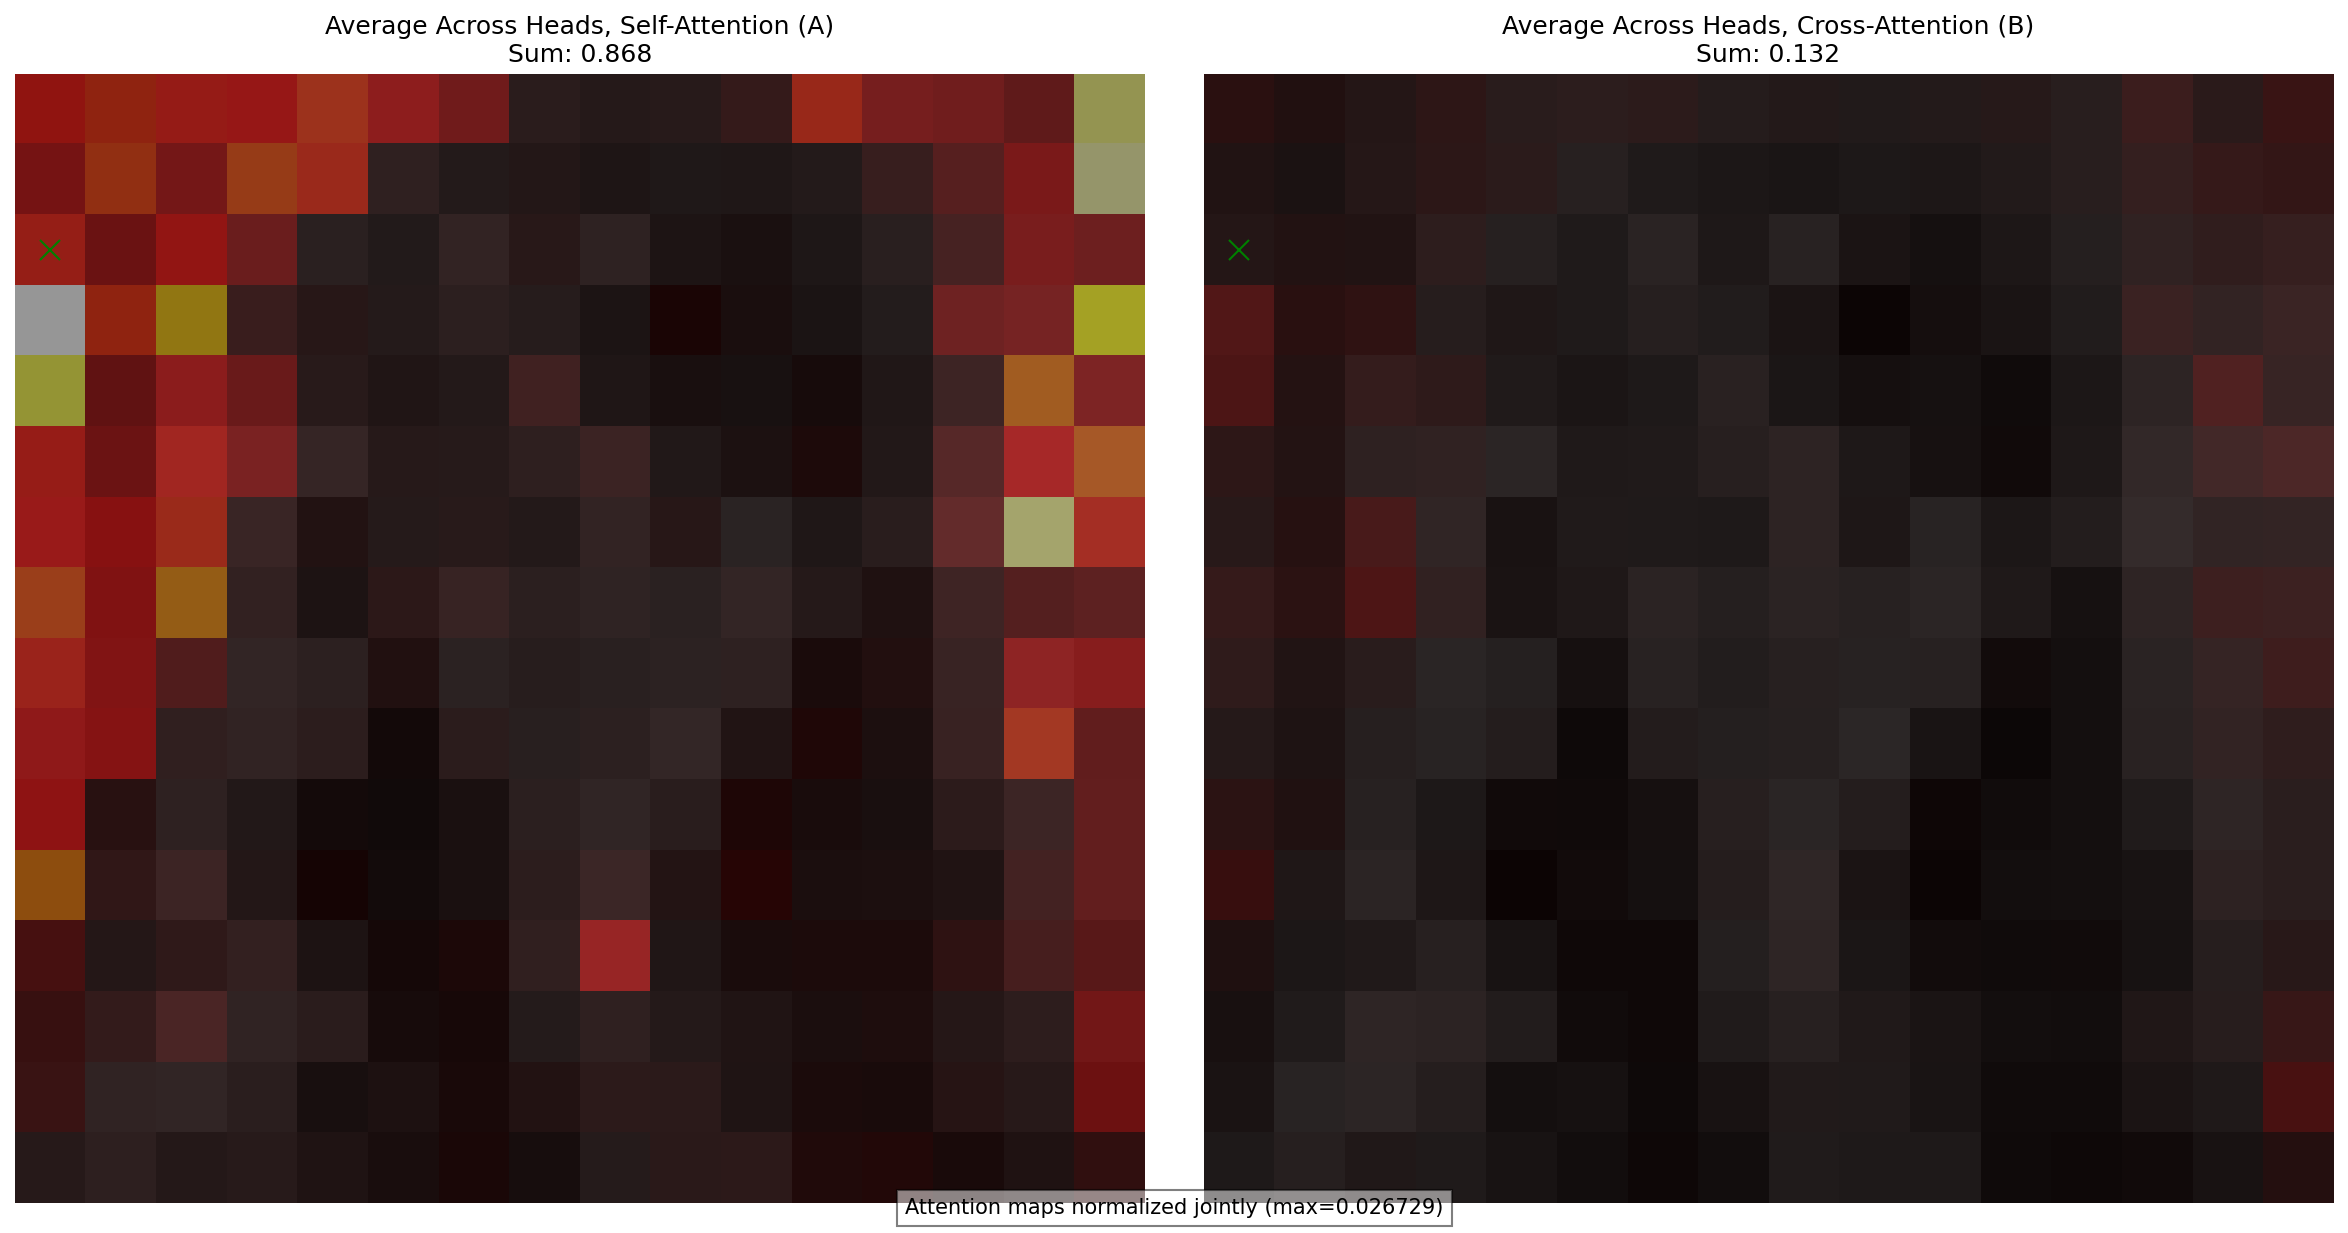 Average Across Heads, Self-Attention (A)
Sum: 0.868
Average Across Heads, Cross-Attention (B)
Sum: 0.132
Attention maps normalized jointly (max=0.026729)